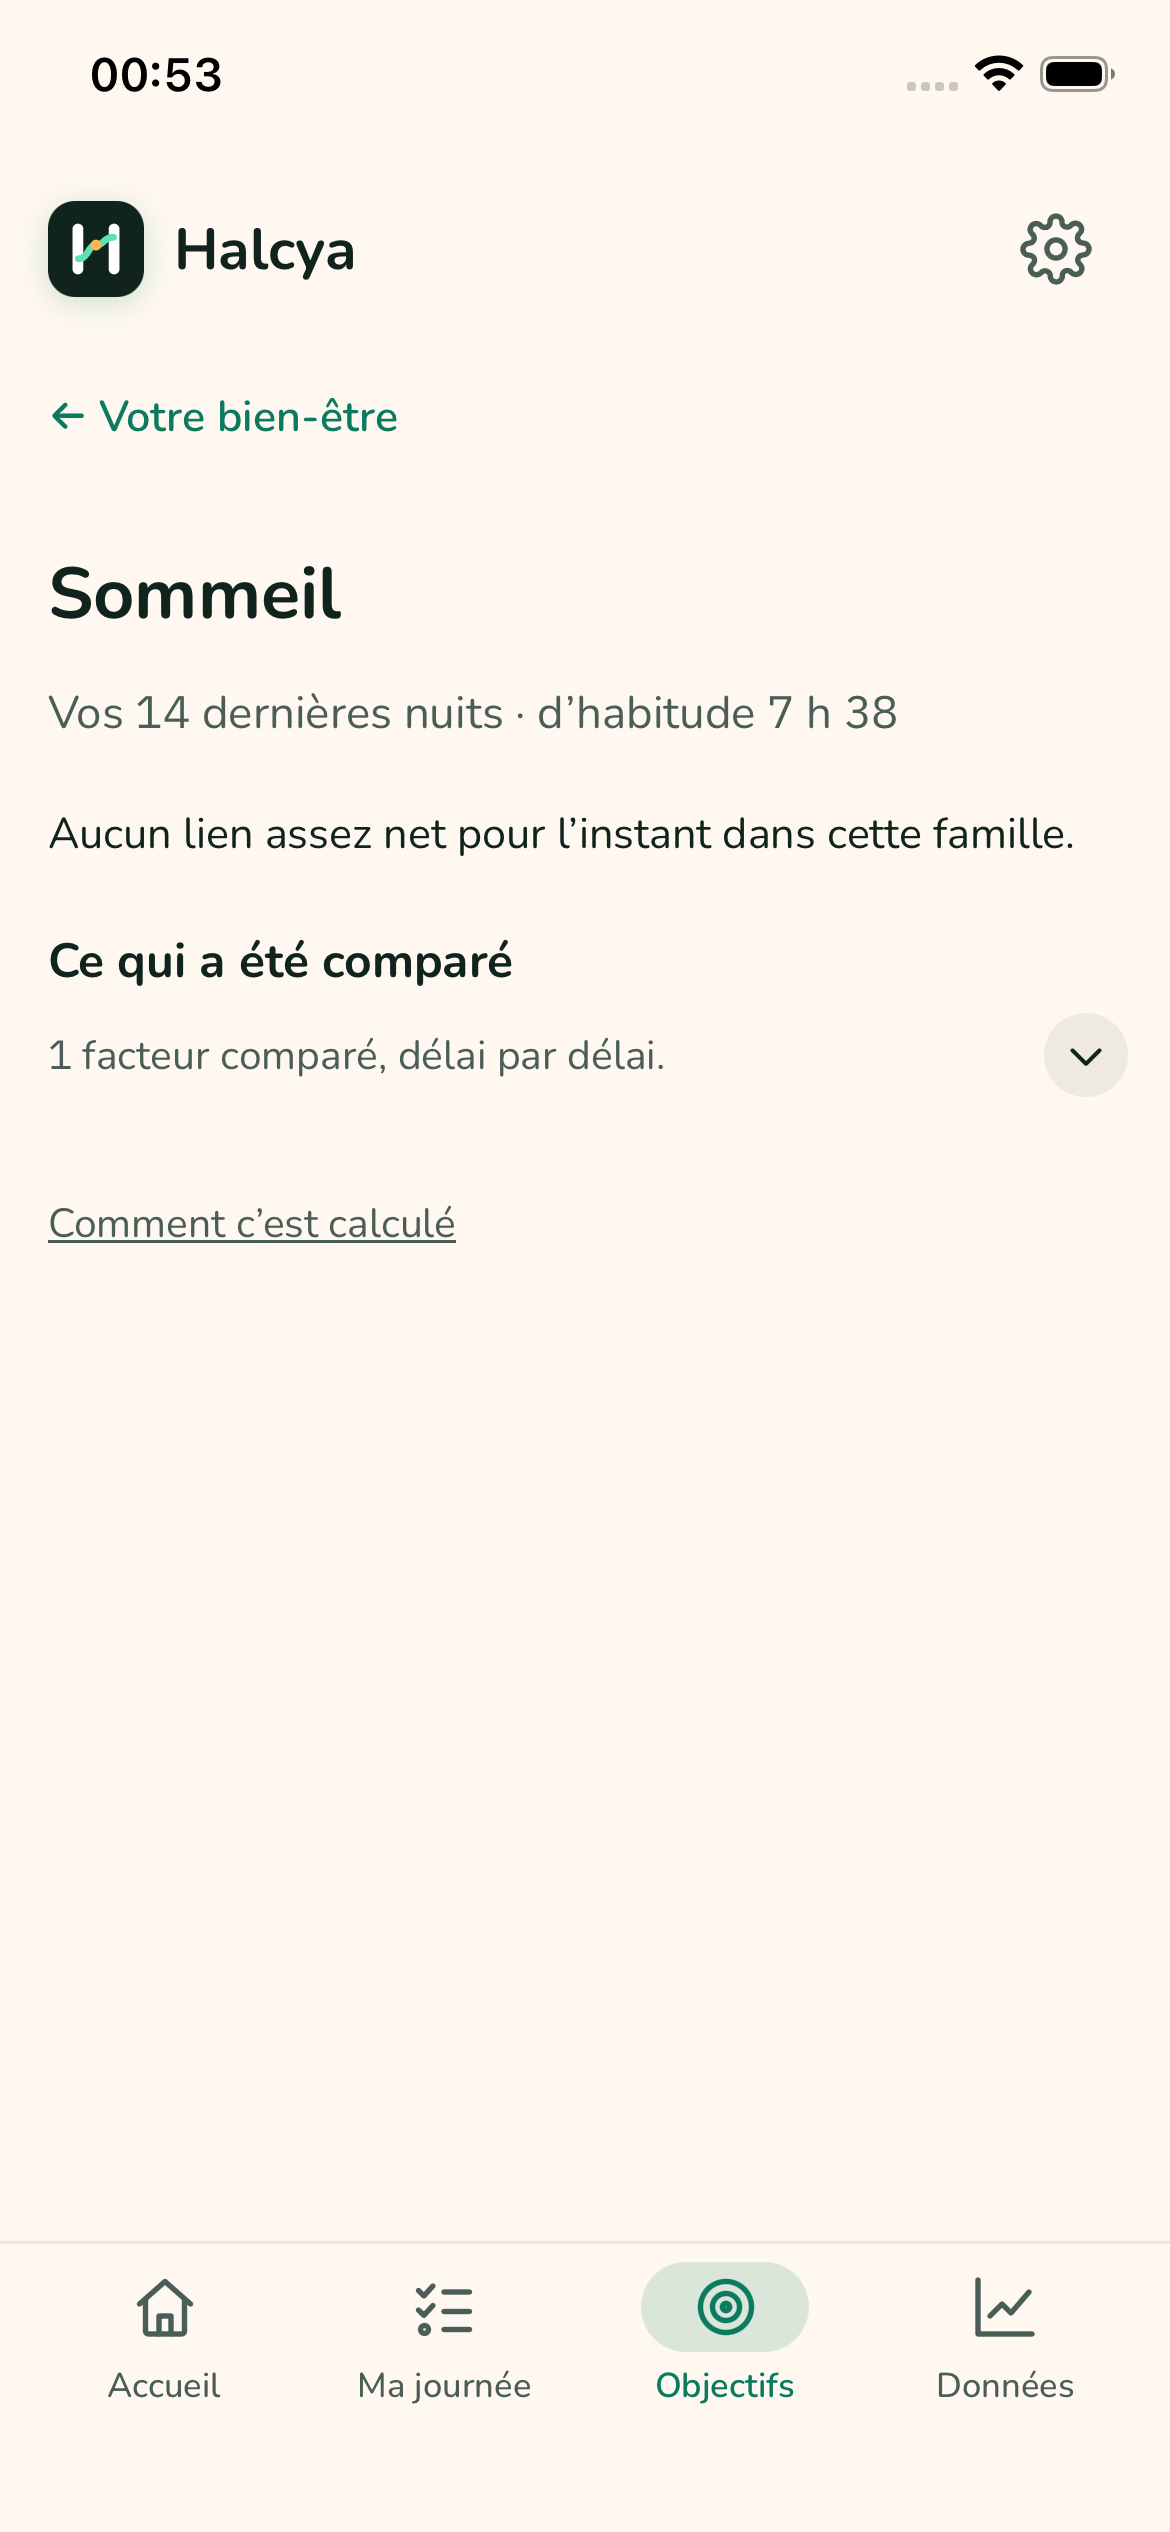 00:53
Halcya
← Votre bien-être
Sommeil
Vos 14 dernières nuits · d’habitude 7 h 38
Aucun lien assez net pour l’instant dans cette famille.
Ce qui a été comparé
1 facteur comparé, délai par délai.
Comment c’est calculé
Accueil
Ma journée
Objectifs
Données